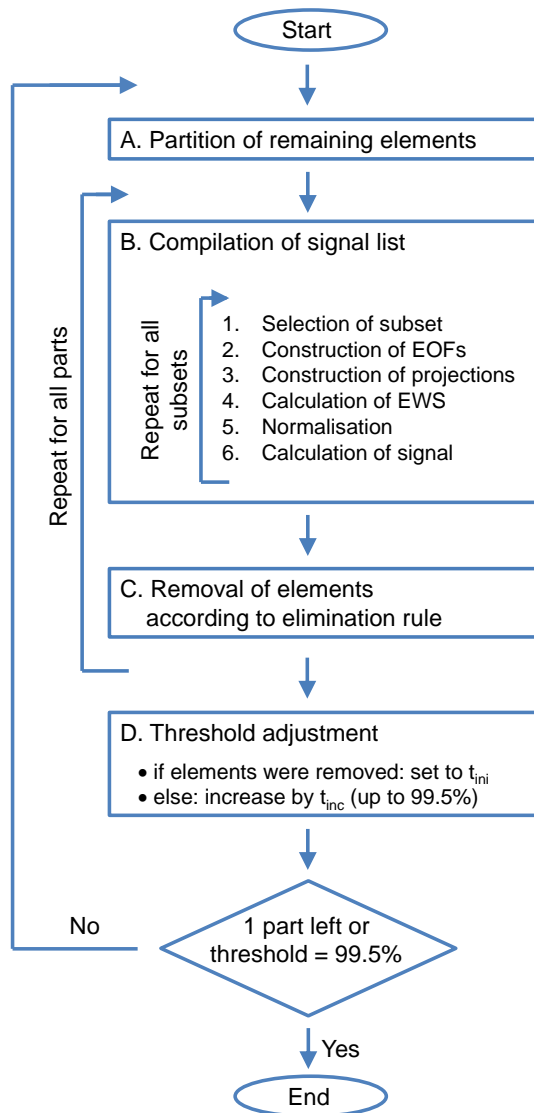 Start
A. Partition of remaining elements
B. Compilation of signal list
Repeat for all parts
Repeat for all
subsets
1. Selection of subset
2. Construction of EOFs
3. Construction of projections
4. Calculation of EWS
5. Normalisation
6. Calculation of signal
C. Removal of elements
according to elimination rule
D. Threshold adjustment
• if elements were removed: set to tini
• else: increase by tinc (up to 99.5%)
No
1 part left or
threshold = 99.5%
Yes
End